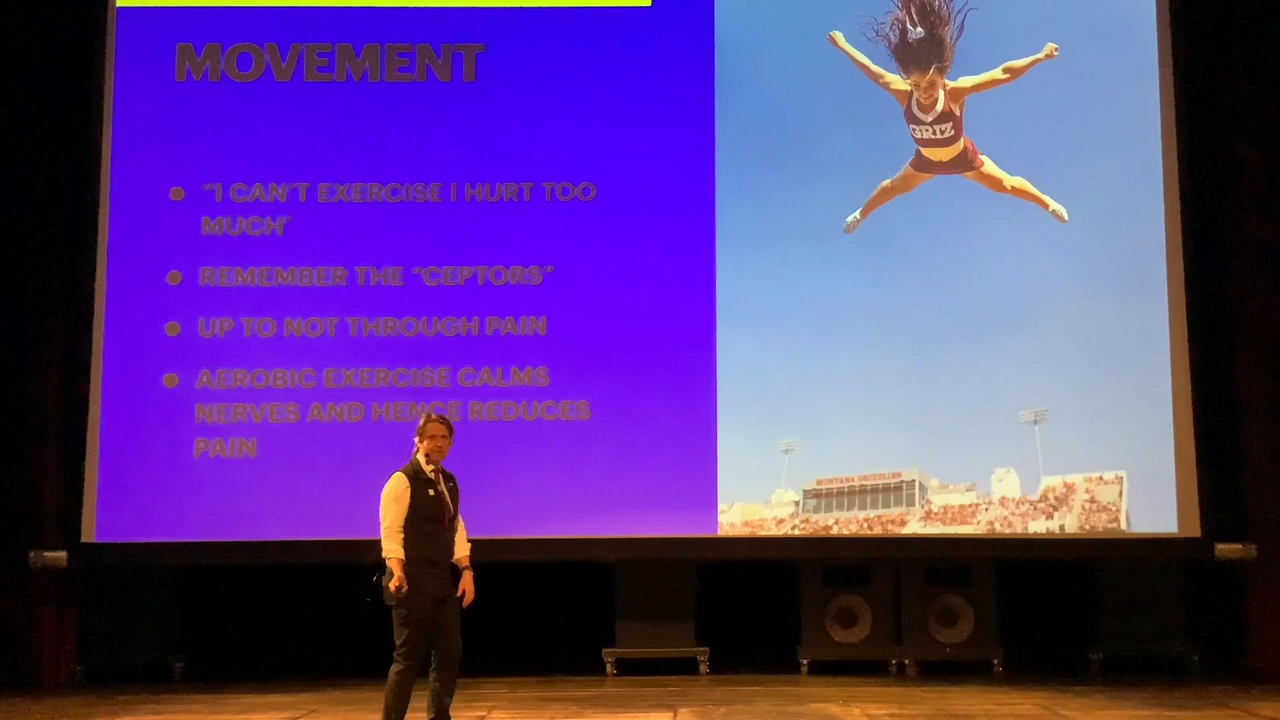 MOVEMENT
"I CAN'T EXERCISE I HURT TOO
MUCH"
REMEMBER THE "CEPTORS"
UP TO NOT THROUGH PAIN
AEROBIC EXERCISE CALMS
NERVES AND HENCE REDUCES
PAIN
GRIZ
MONTANA GRIZZLIES